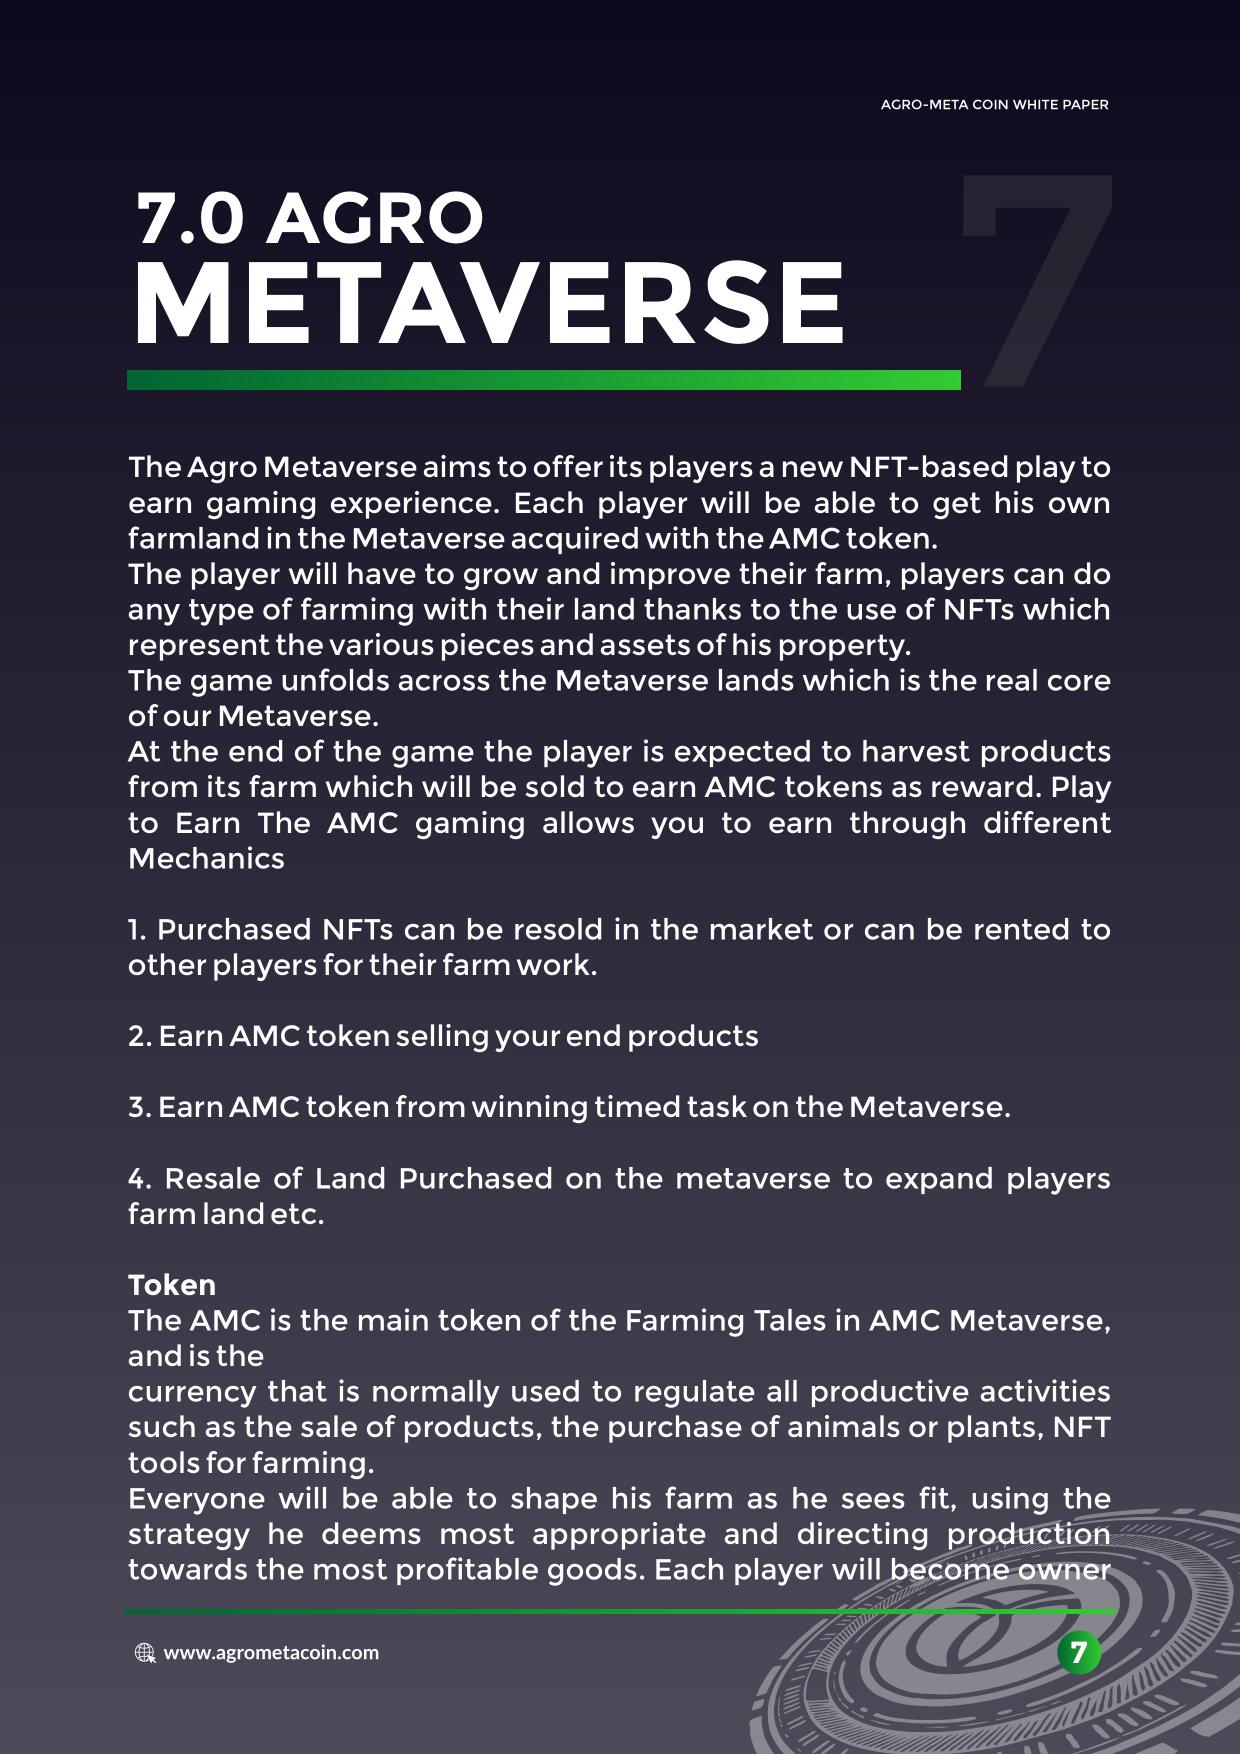 AGRO-META COIN WHITE PAPER
7
7.0 AGRO
METAVERSE
The Agro Metaverse aims to offer its players a new NFT-based play to
earn gaming experience. Each player will be able to get his own
farmland in the Metaverse acquired with the AMC token.
The player will have to grow and improve their farm, players can do
any type of farming with their land thanks to the use of NFTs which
represent the various pieces and assets of his property.
The game unfolds across the Metaverse lands which is the real core
of our Metaverse.
At the end of the game the player is expected to harvest products
from its farm which will be sold to earn AMC tokens as reward. Play
to Earn The AMC gaming allows you to earn through different
Mechanics
1. Purchased NFTs can be resold in the market or can be rented to
other players for their farm work.
2. Earn AMC token selling your end products
3. Earn AMC token from winning timed task on the Metaverse.
4. Resale of Land Purchased on the metaverse to expand players
farm land etc.
Token
The AMC is the main token of the Farming Tales in AMC Metaverse,
and is the
currency that is normally used to regulate all productive activities
such as the sale of products, the purchase of animals or plants, NFT
tools for farming.
Everyone will be able to shape his farm as he sees fit, using the
strategy he deems most appropriate and directing production
towards the most profitable goods. Each player will become owner
www.agrometacoin.com
7